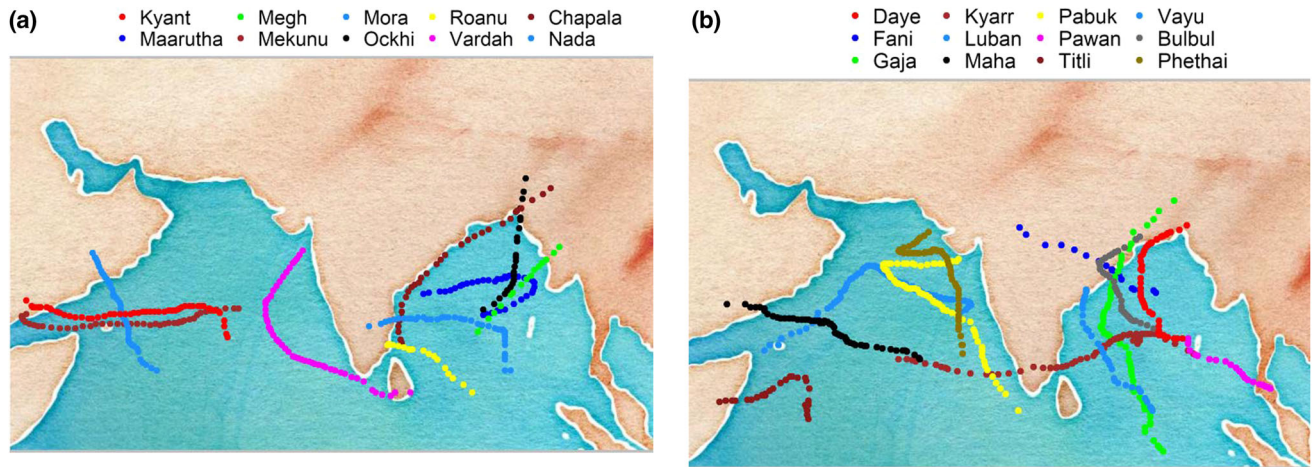 (a)
Kyant Megh Mora Roanu Chapala
Maarutha Mekunu Ockhi Vardah Nada
(b)
Daye Kyarr Pabuk Vayu
Fani Luban Pawan Bulbul
Gaja Maha Titli Phethai